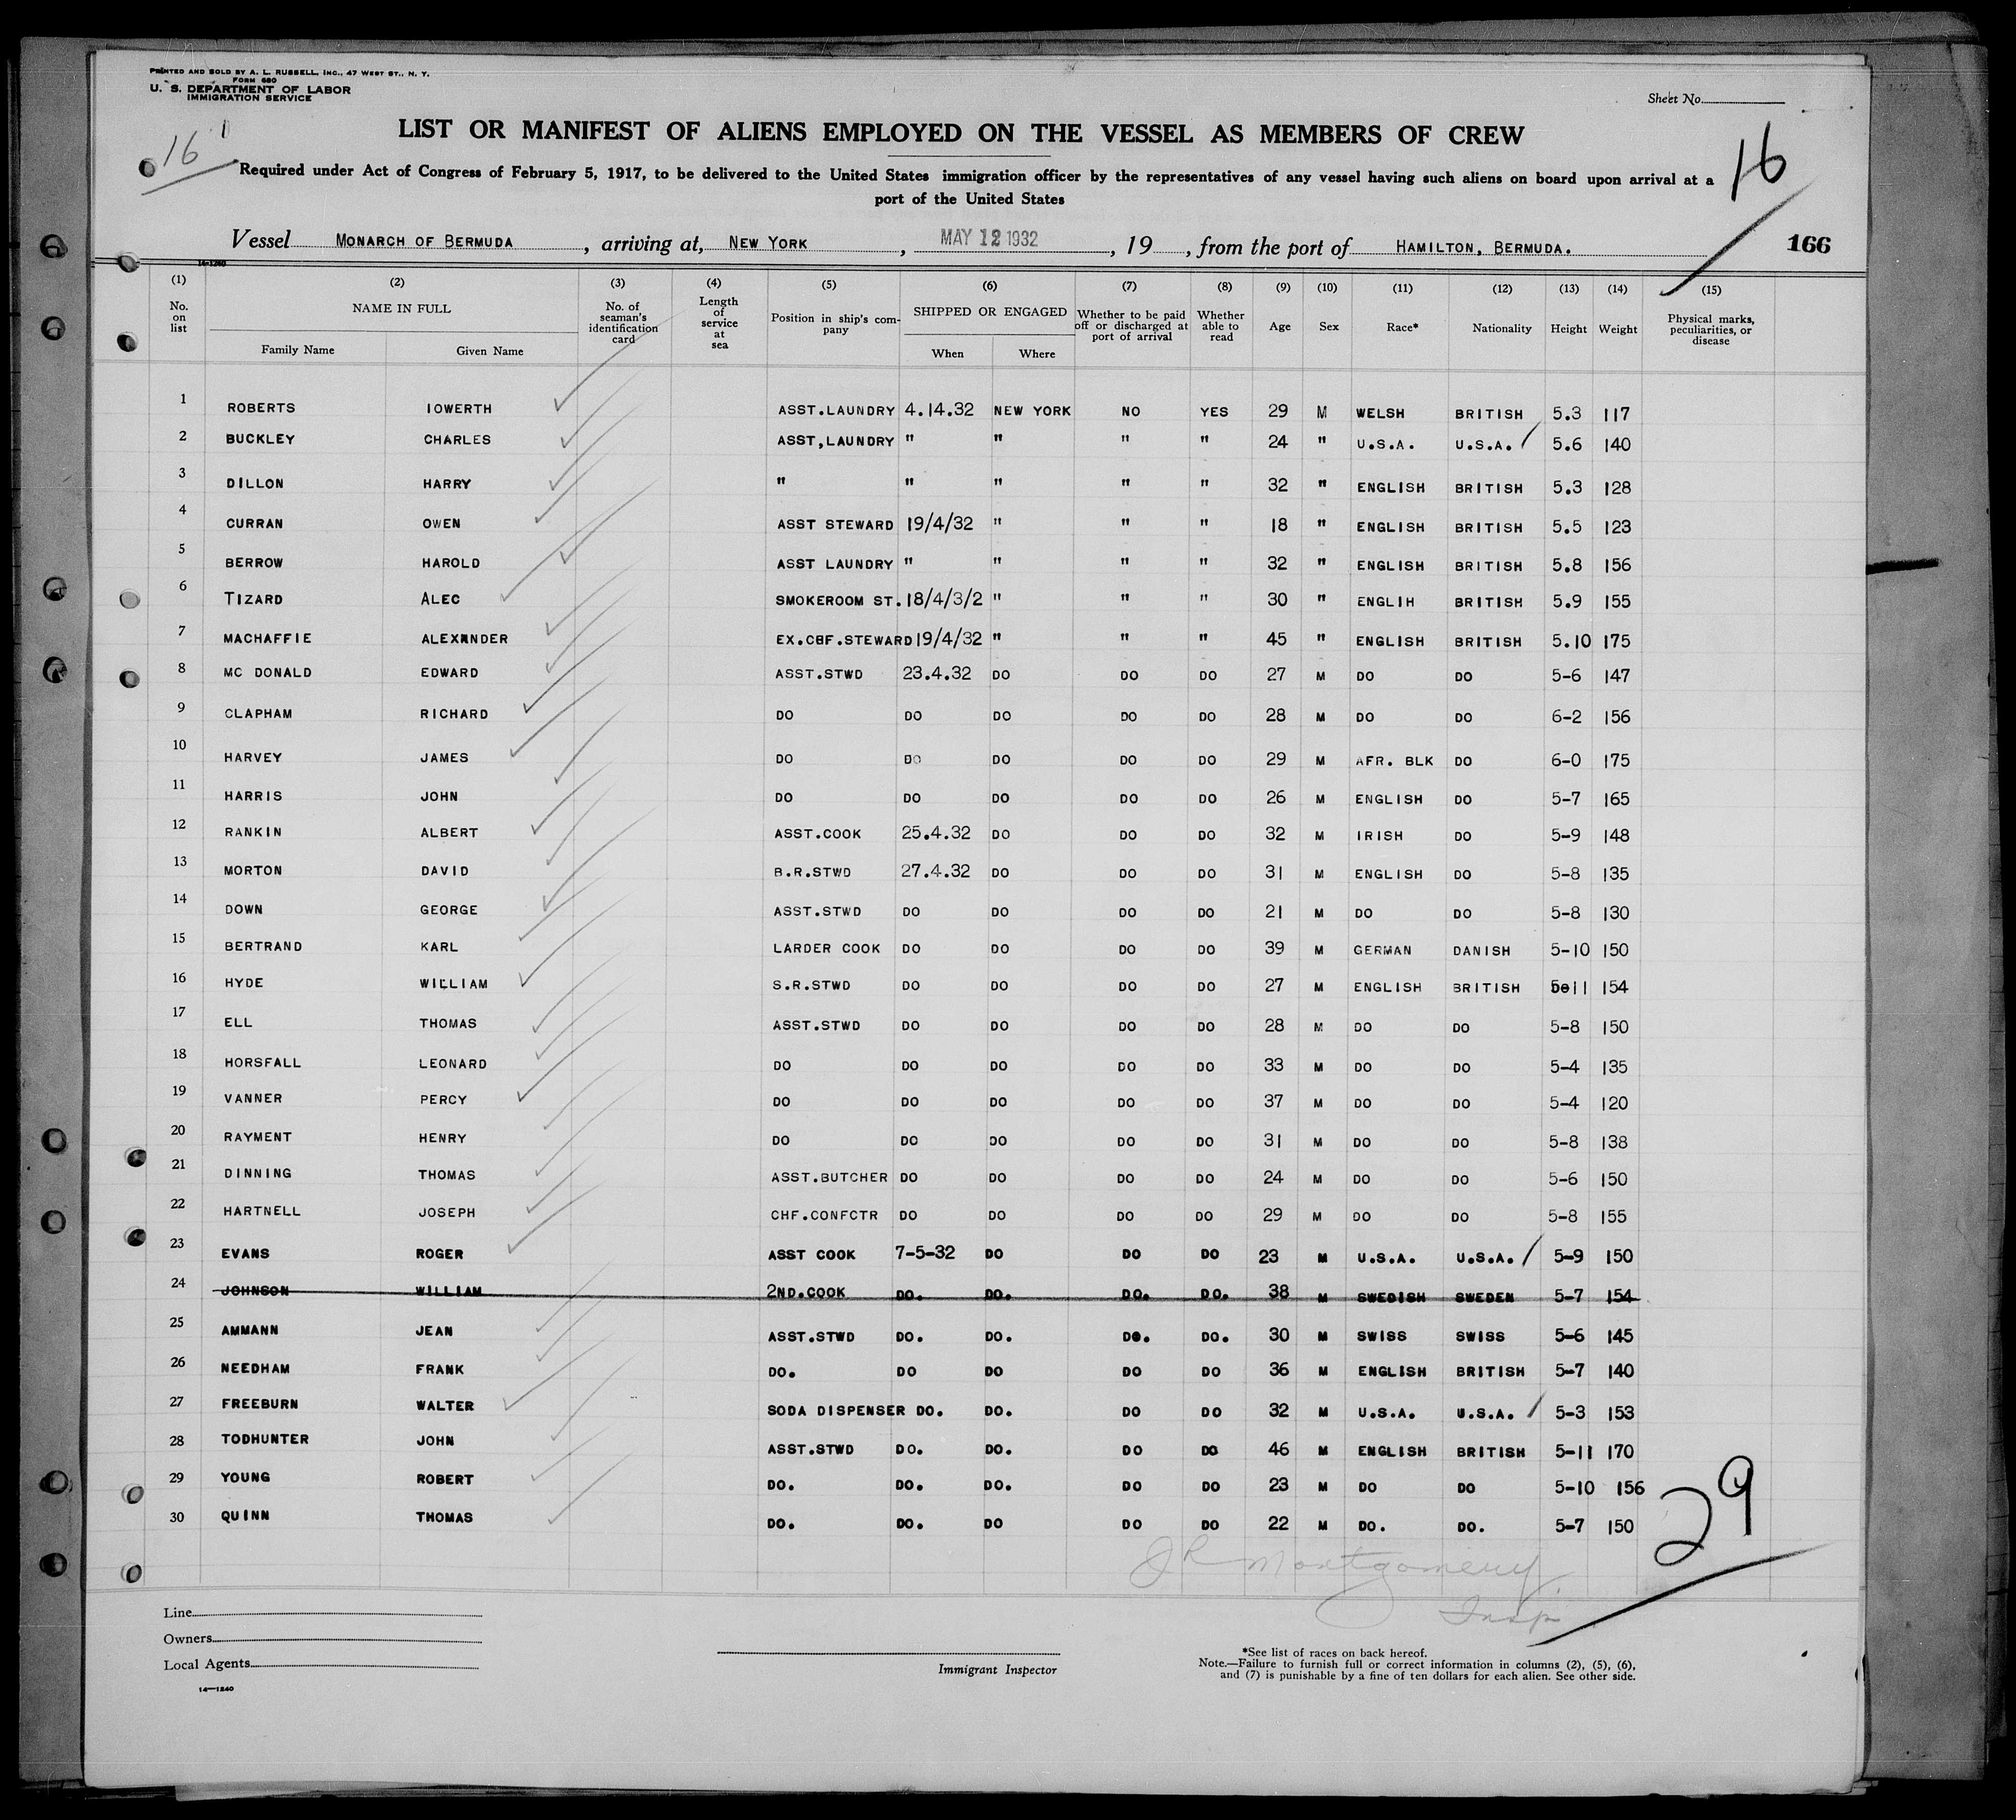 PRINTED AND SOLD BY A. L. RUSSELL, INC., 47 WEST ST., N. Y.
FORM 680
U. S. DEPARTMENT OF LABOR
IMMIGRATION SERVICE
Sheet No.
16
LIST OR MANIFEST OF ALIENS EMPLOYED ON THE VESSEL AS MEMBERS OF CREW
16
Required under Act of Congress of February 5, 1917, to be delivered to the United States immigration officer by the representatives of any vessel having such aliens on board upon arrival at a
port of the United States
Vessel MONARCH OF BERMUDA, arriving at, NEW YORK, MAY 12 1932, 19, from the port of HAMILTON, BERMUDA. 166
14-1240
(1) (2) (3) (4) (5) (6) (7) (8) (9) (10) (11) (12) (13) (14) (15)
No. on list NAME IN FULL Family Name Given Name No. of seaman's identification card Length of service at sea Position in ship's company SHIPPED OR ENGAGED When Where Whether to be paid off or discharged at port of arrival Whether able to read Age Sex Race* Nationality Height Weight Physical marks, peculiarities, or disease
1 ROBERTS IOWERTH ASST.LAUNDRY 4.14.32 NEW YORK NO YES 29 M WELSH BRITISH 5.3 117
2 BUCKLEY CHARLES ASST,LAUNDRY " " " " 24 " U.S.A. U.S.A. 5.6 140
3 DILLON HARRY " " " " " 32 " ENGLISH BRITISH 5.3 128
4 CURRAN OWEN ASST STEWARD 19/4/32 " " " 18 " ENGLISH BRITISH 5.5 123
5 BERROW HAROLD ASST LAUNDRY " " " " 32 " ENGLISH BRITISH 5.8 156
6 TIZARD ALEC SMOKEROOM ST. 18/4/3/2 " " " 30 " ENGLIH BRITISH 5.9 155
7 MACHAFFIE ALEXANDER EX.CBF.STEWARD 19/4/32 " " " 45 " ENGLISH BRITISH 5.10 175
8 MC DONALD EDWARD ASST.STWD 23.4.32 DO DO DO 27 M DO DO 5-6 147
9 CLAPHAM RICHARD DO DO DO DO DO 28 M DO DO 6-2 156
10 HARVEY JAMES DO DO DO DO DO 29 M AFR. BLK DO 6-0 175
11 HARRIS JOHN DO DO DO DO DO 26 M ENGLISH DO 5-7 165
12 RANKIN ALBERT ASST.COOK 25.4.32 DO DO DO 32 M IRISH DO 5-9 148
13 MORTON DAVID B.R.STWD 27.4.32 DO DO DO 31 M ENGLISH DO 5-8 135
14 DOWN GEORGE ASST.STWD DO DO DO DO 21 M DO DO 5-8 130
15 BERTRAND KARL LARDER COOK DO DO DO DO 39 M GERMAN DANISH 5-10 150
16 HYDE WILLIAM S.R.STWD DO DO DO DO 27 M ENGLISH BRITISH 5-11 154
17 ELL THOMAS ASST.STWD DO DO DO DO 28 M DO DO 5-8 150
18 HORSFALL LEONARD DO DO DO DO DO 33 M DO DO 5-4 135
19 VANNER PERCY DO DO DO DO DO 37 M DO DO 5-4 120
20 RAYMENT HENRY DO DO DO DO DO 31 M DO DO 5-8 138
21 DINNING THOMAS ASST.BUTCHER DO DO DO DO 24 M DO DO 5-6 150
22 HARTNELL JOSEPH CHF.CONFCTR DO DO DO DO 29 M DO DO 5-8 155
23 EVANS ROGER ASST COOK 7-5-32 DO DO DO 23 M U.S.A. U.S.A. 5-9 150
24 JOHNSON WILLIAM 2ND.COOK DO. DO. DO. DO. 38 M SWEDISH SWEDEN 5-7 154
25 AMMANN JEAN ASST.STWD DO. DO. DO. DO. 30 M SWISS SWISS 5-6 145
26 NEEDHAM FRANK DO. DO DO DO DO 36 M ENGLISH BRITISH 5-7 140
27 FREEBURN WALTER SODA DISPENSER DO. DO. DO DO 32 M U.S.A. U.S.A. 5-3 153
28 TODHUNTER JOHN ASST.STWD DO. DO. DO DO 46 M ENGLISH BRITISH 5-11 170
29 YOUNG ROBERT DO. DO. DO. DO DO 23 M DO DO 5-10 156
30 QUINN THOMAS DO. DO. DO DO DO 22 M DO. DO. 5-7 150
29
JR Montgomery
Insp.
Line
Owners
Local Agents
Immigrant Inspector
*See list of races on back hereof.
Note.—Failure to furnish full or correct information in columns (2), (5), (6),
and (7) is punishable by a fine of ten dollars for each alien. See other side.
14—1240